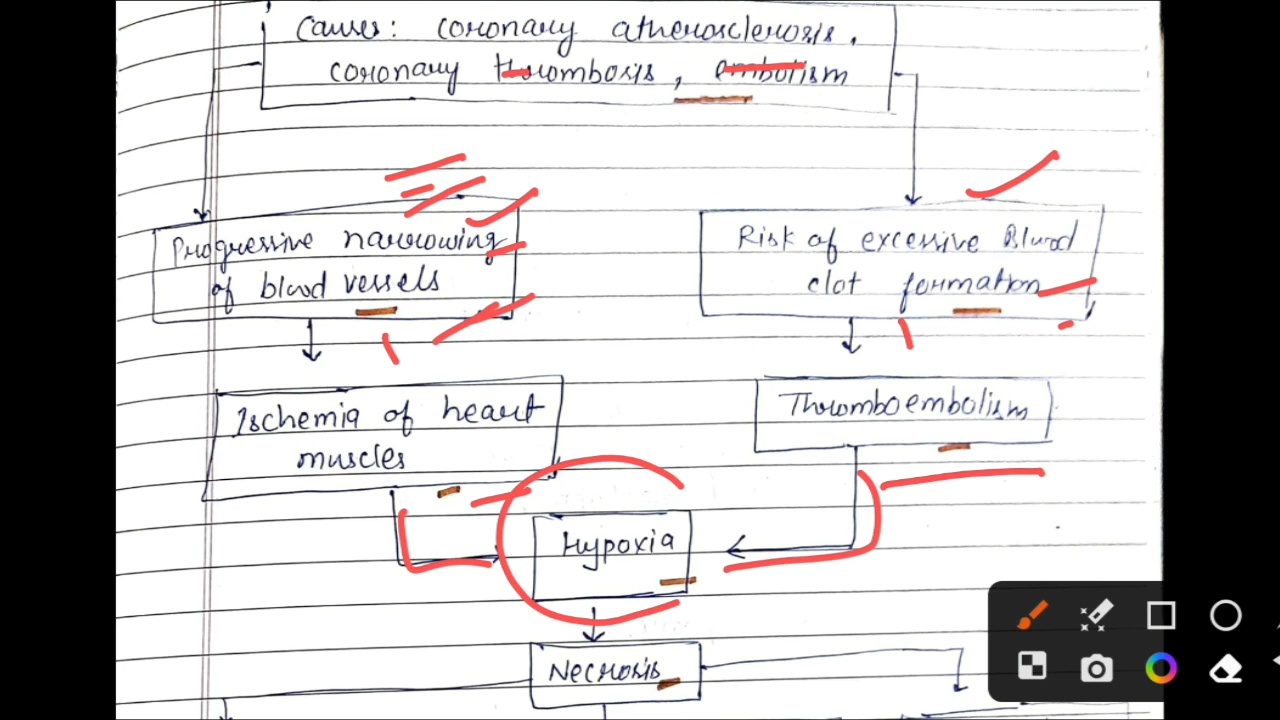 Causes: coronary atherosclerosis,
coronary thrombosis, embolism
Progressive narrowing
of blood vessels
Risk of excessive Blood
clot formation
Ischemia of heart
muscles
Thromboembolism
Hypoxia
Necrosis